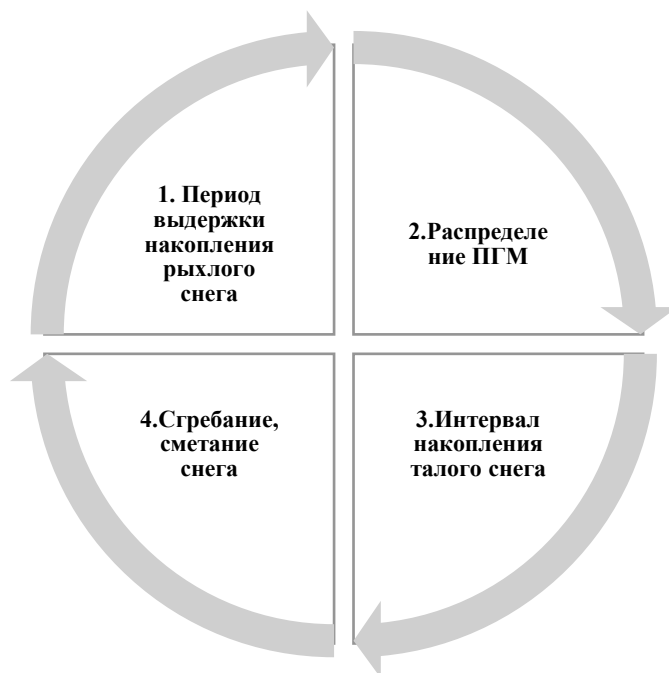 1. Период
выдержки
накопления
рыхлого
снега
2.Распределе
ние ПГМ
4.Сгребание,
сметание
снега
3.Интервал
накопления
талого снега